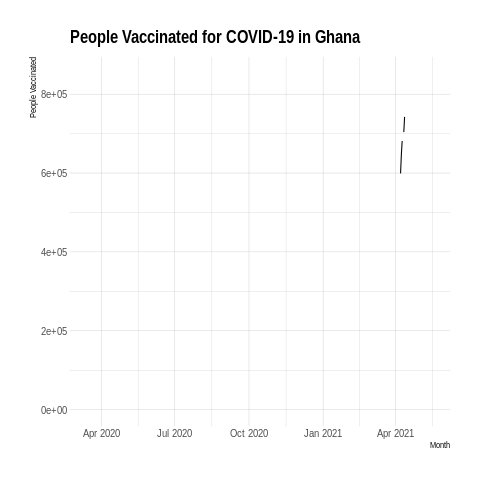 People Vaccinated for COVID-19 in Ghana
People Vaccinated
8e+05
6e+05
4e+05
2e+05
0e+00
Apr 2020 Jul 2020 Oct 2020 Jan 2021 Apr 2021
Month